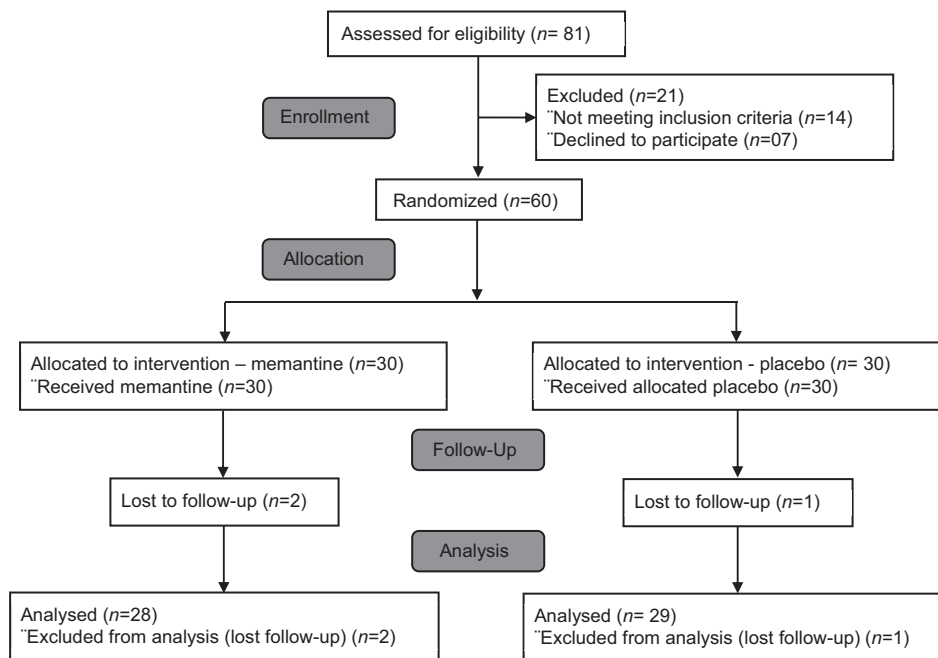 Assessed for eligibility (n= 81)
Enrollment
Excluded (n=21)
¨Not meeting inclusion criteria (n=14)
¨Declined to participate (n=07)
Randomized (n=60)
Allocation
Allocated to intervention – memantine (n=30)
¨Received memantine (n=30)
Allocated to intervention - placebo (n= 30)
¨Received allocated placebo (n=30)
Follow-Up
Lost to follow-up (n=2)
Lost to follow-up (n=1)
Analysis
Analysed (n=28)
¨Excluded from analysis (lost follow-up) (n=2)
Analysed (n= 29)
¨Excluded from analysis (lost follow-up) (n=1)